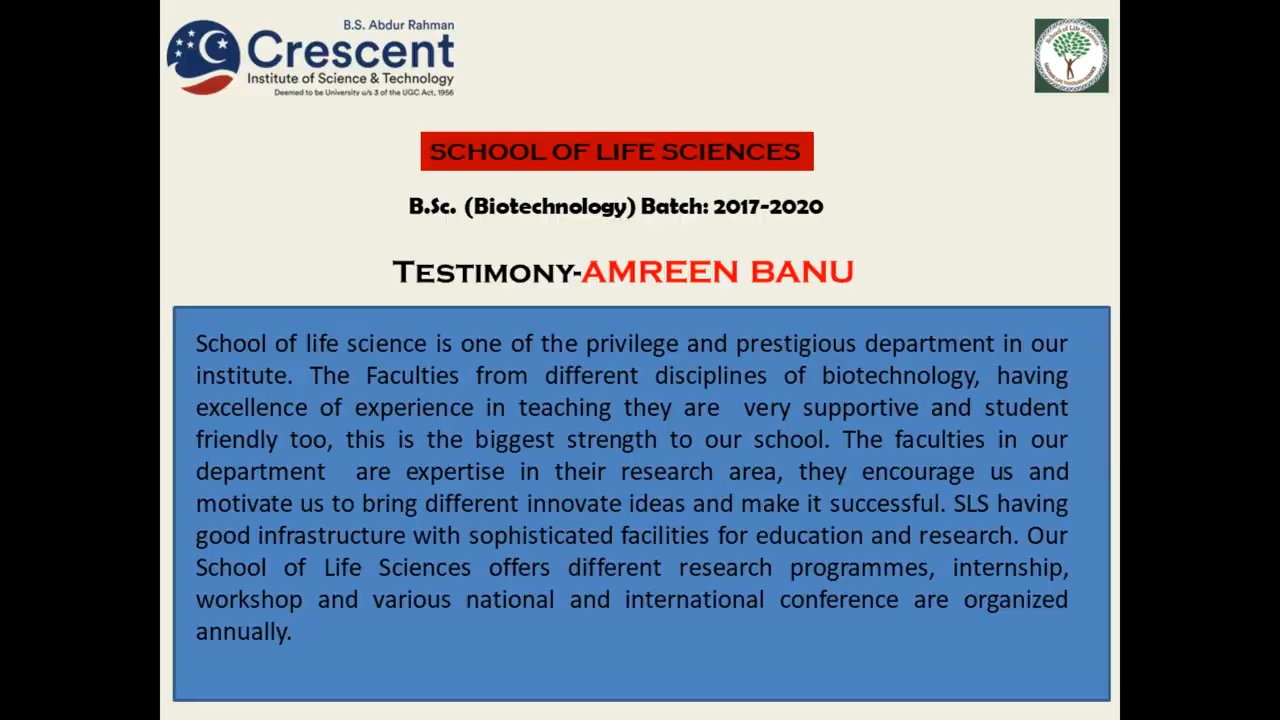 B.S. Abdur Rahman
Crescent
Institute of Science & Technology
Deemed to be University u/s 3 of the UGC Act, 1956
School of Life Sciences
SCHOOL OF LIFE SCIENCES
B.Sc. (Biotechnology) Batch: 2017-2020
TESTIMONY-AMREEN BANU
School of life science is one of the privilege and prestigious department in our
institute. The Faculties from different disciplines of biotechnology, having
excellence of experience in teaching they are very supportive and student
friendly too, this is the biggest strength to our school. The faculties in our
department are expertise in their research area, they encourage us and
motivate us to bring different innovate ideas and make it successful. SLS having
good infrastructure with sophisticated facilities for education and research. Our
School of Life Sciences offers different research programmes, internship,
workshop and various national and international conference are organized
annually.